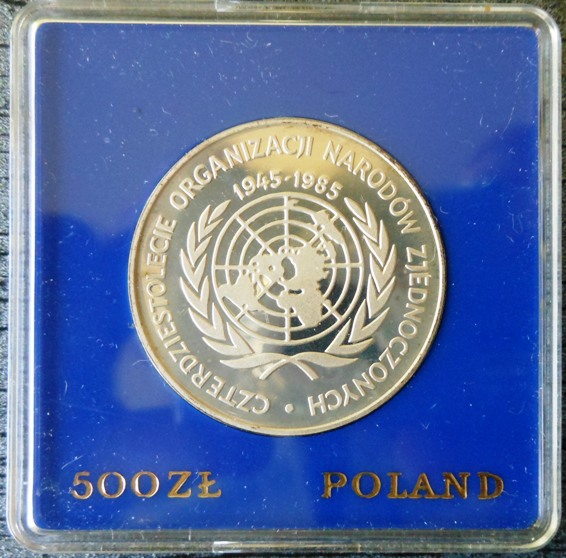 CZTERDZIESTOLECIE ORGANIZACJI NARODÓW ZJEDNOCZONYCH •
1945-1985
500ZŁ POLAND